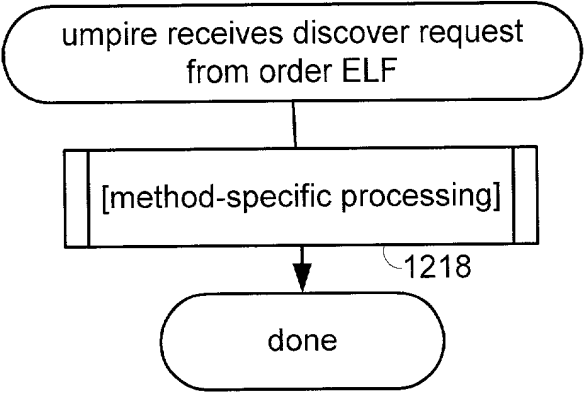 umpire receives discover request
from order ELF
[method-specific processing]
1218
done